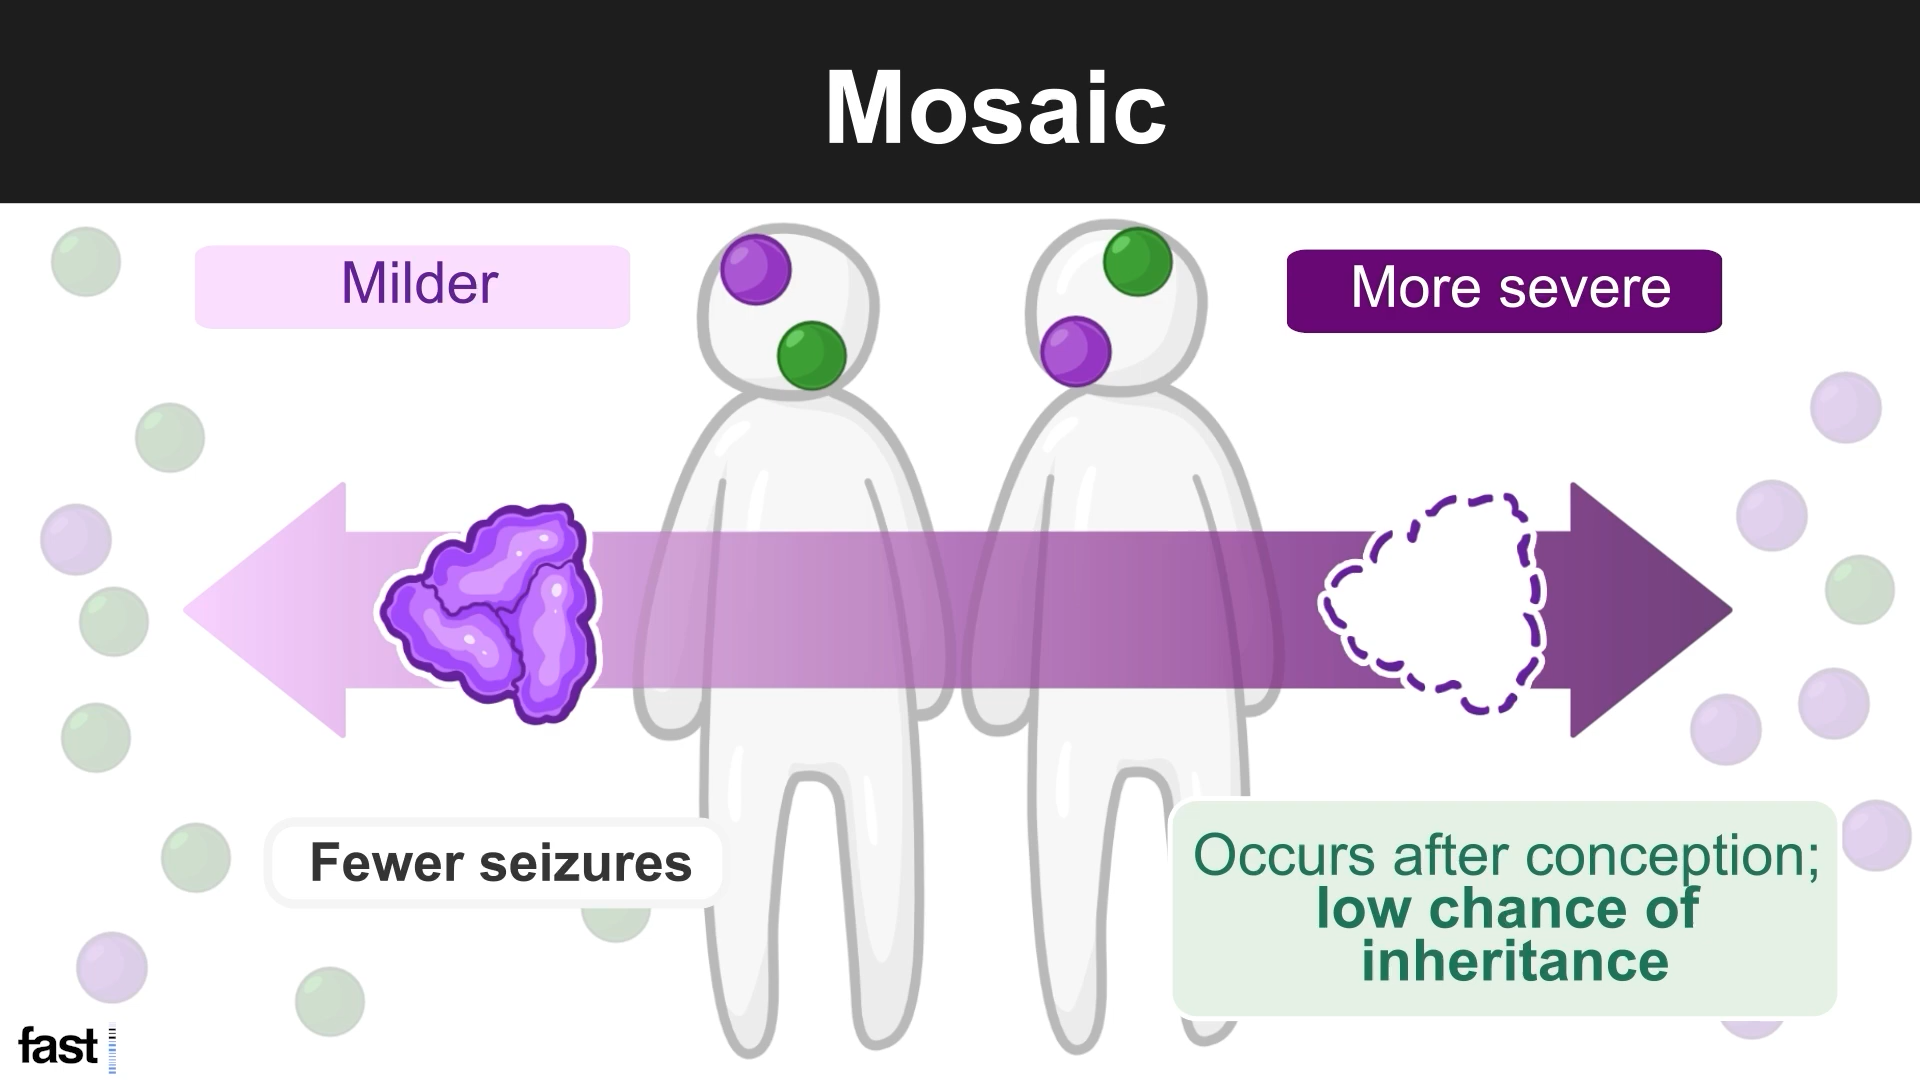 Mosaic
Milder
More severe
Fewer seizures
Occurs after conception;
low chance of
inheritance
fast